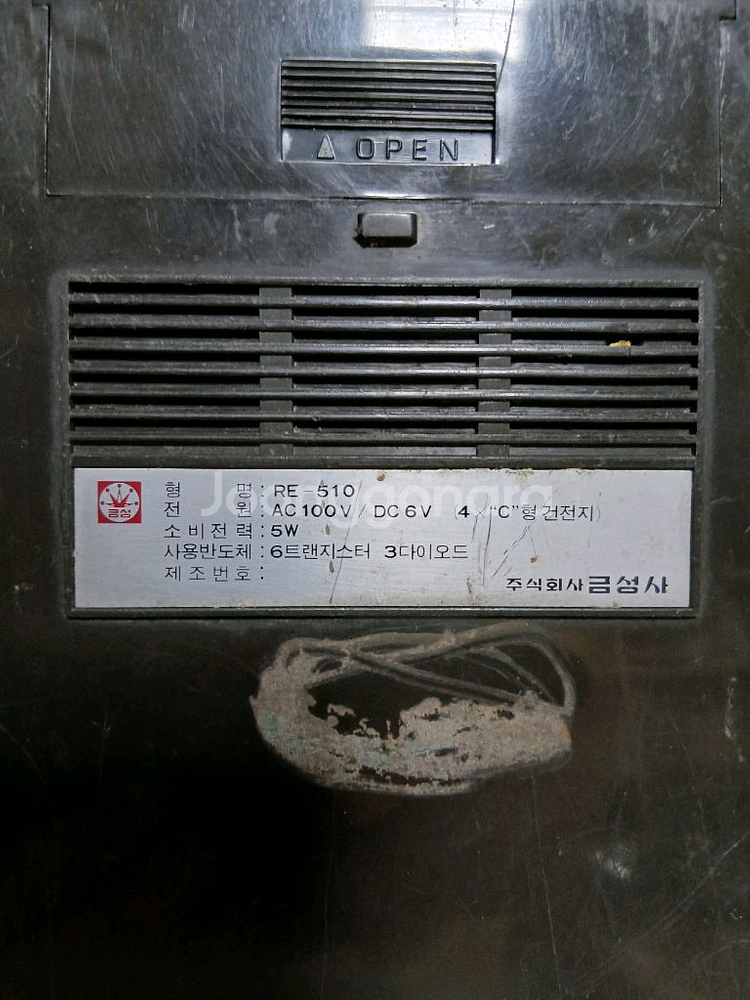 ▲ OPEN
금성
형 명 : RE-510
전 원 : AC 100V / DC 6V (4×"C"형 건전지)
소비전력 : 5W
사용반도체 : 6트랜지스터 3다이오드
제조번호 :
주식회사 금성사
Joonggonara